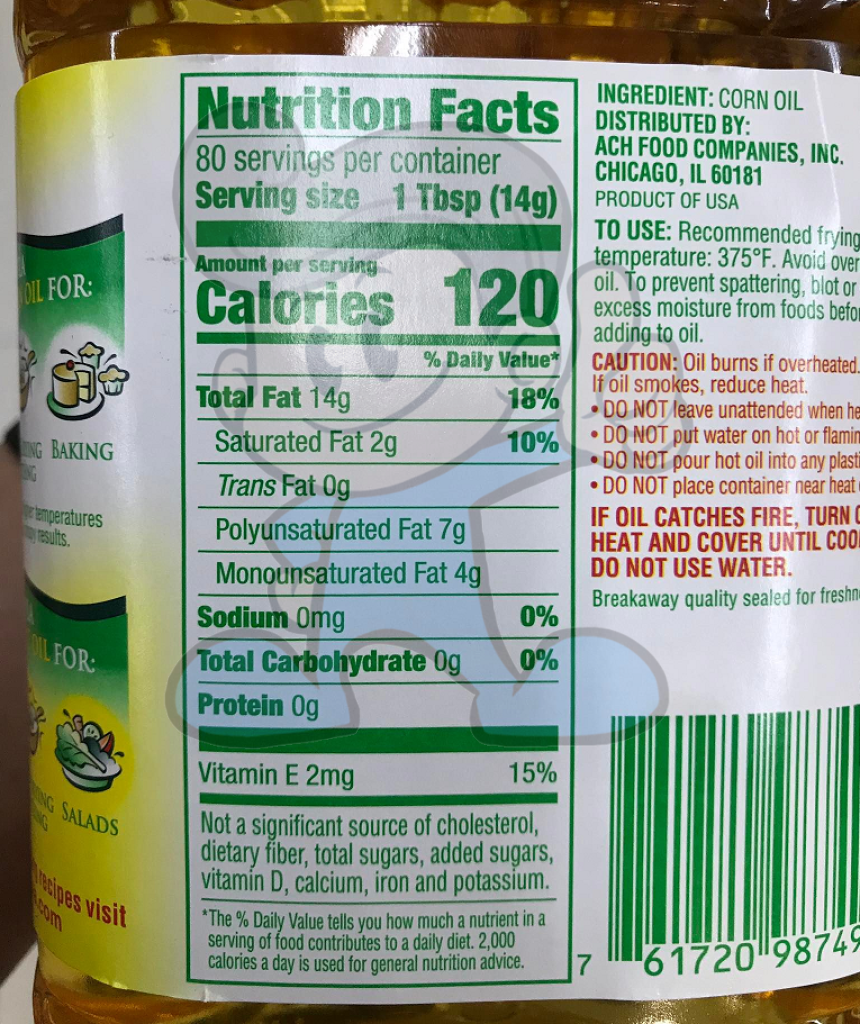 OIL FOR:
BAKING
temperatures
results.
OIL FOR:
SALADS
recipes visit
.com
Nutrition Facts
80 servings per container
Serving size 1 Tbsp (14g)
Amount per serving
Calories 120
% Daily Value*
Total Fat 14g 18%
Saturated Fat 2g 10%
Trans Fat 0g
Polyunsaturated Fat 7g
Monounsaturated Fat 4g
Sodium 0mg 0%
Total Carbohydrate 0g 0%
Protein 0g
Vitamin E 2mg 15%
Not a significant source of cholesterol,
dietary fiber, total sugars, added sugars,
vitamin D, calcium, iron and potassium.
*The % Daily Value tells you how much a nutrient in a
serving of food contributes to a daily diet. 2,000
calories a day is used for general nutrition advice.
INGREDIENT: CORN OIL
DISTRIBUTED BY:
ACH FOOD COMPANIES, INC.
CHICAGO, IL 60181
PRODUCT OF USA
TO USE: Recommended frying
temperature: 375°F. Avoid over
oil. To prevent spattering, blot or
excess moisture from foods
adding to oil.
CAUTION: Oil burns if overheated.
If oil smokes, reduce heat.
• DO NOT leave unattended when
• DO NOT put water on hot or
• DO NOT pour hot oil into any
• DO NOT place container near heat
IF OIL CATCHES FIRE, TURN
HEAT AND COVER UNTIL
DO NOT USE WATER.
Breakaway quality sealed for
7 61720 98749